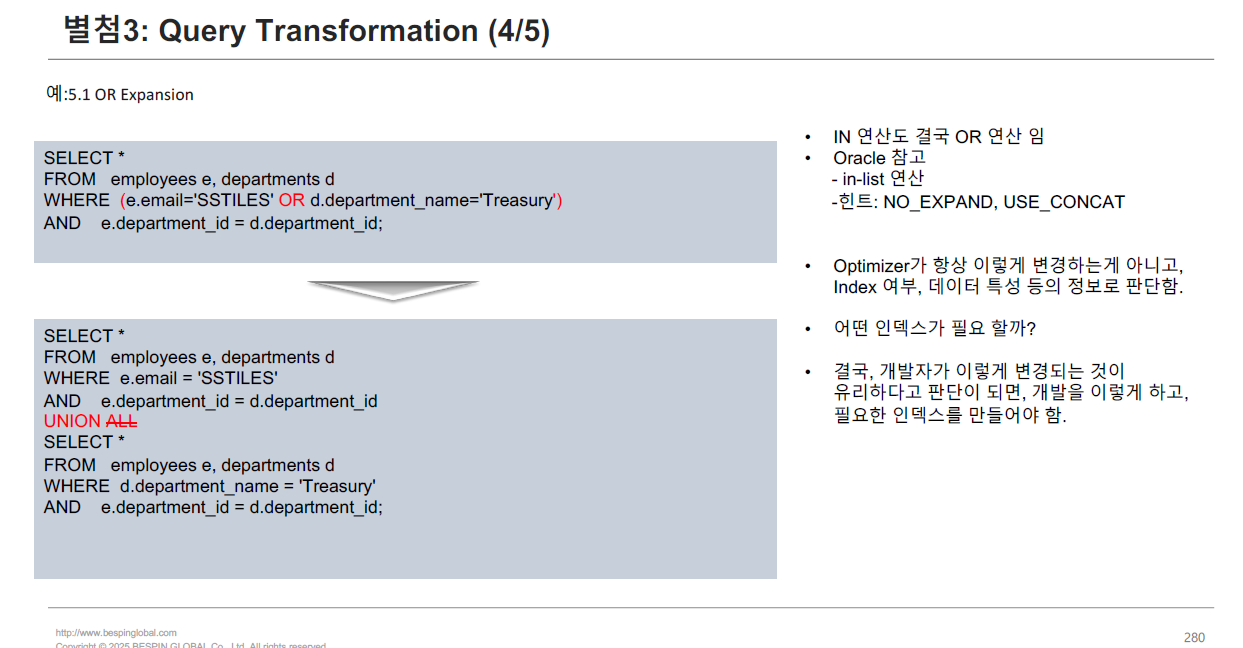 별첨3: Query Transformation (4/5)
예:5.1 OR Expansion
SELECT *
FROM employees e, departments d
WHERE (e.email='SSTILES' OR d.department_name='Treasury')
AND e.department_id = d.department_id;
SELECT *
FROM employees e, departments d
WHERE e.email = 'SSTILES'
AND e.department_id = d.department_id
UNION ALL
SELECT *
FROM employees e, departments d
WHERE d.department_name = 'Treasury'
AND e.department_id = d.department_id;
• IN 연산도 결국 OR 연산 임
• Oracle 참고
- in-list 연산
-힌트: NO_EXPAND, USE_CONCAT
• Optimizer가 항상 이렇게 변경하는게 아니고,
Index 여부, 데이터 특성 등의 정보로 판단함.
• 어떤 인덱스가 필요 할까?
• 결국, 개발자가 이렇게 변경되는 것이
유리하다고 판단이 되면, 개발을 이렇게 하고,
필요한 인덱스를 만들어야 함.
http://www.bespinglobal.com
Copyright © 2025 BESPIN GLOBAL Co., Ltd. All rights reserved
280